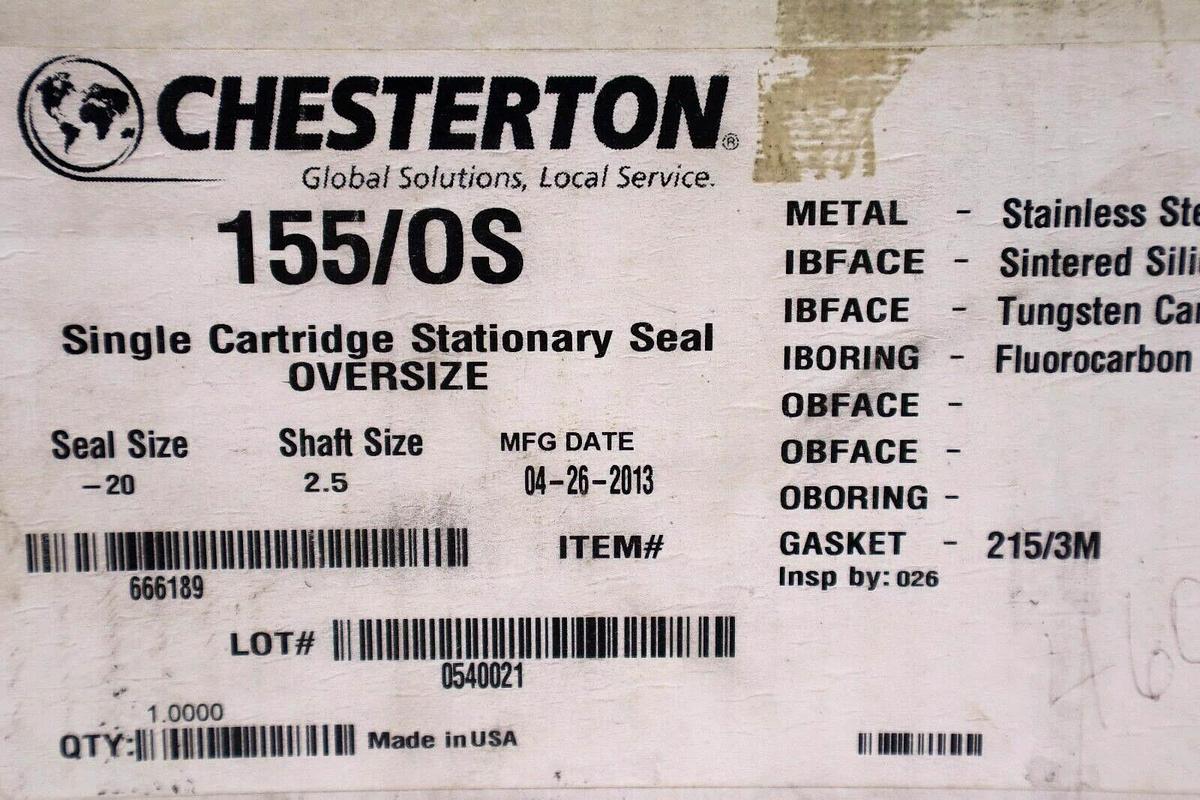 CHESTERTON®
Global Solutions, Local Service.
155/OS
Single Cartridge Stationary Seal
OVERSIZE
Seal Size Shaft Size MFG DATE
-20 2.5 04-26-2013
ITEM#
666189
LOT#
0540021
1.0000
QTY: Made in USA
METAL - Stainless Ste
IBFACE - Sintered Sili
IBFACE - Tungsten Car
IBORING - Fluorocarbon
OBFACE -
OBFACE -
OBORING -
GASKET - 215/3M
Insp by: 026